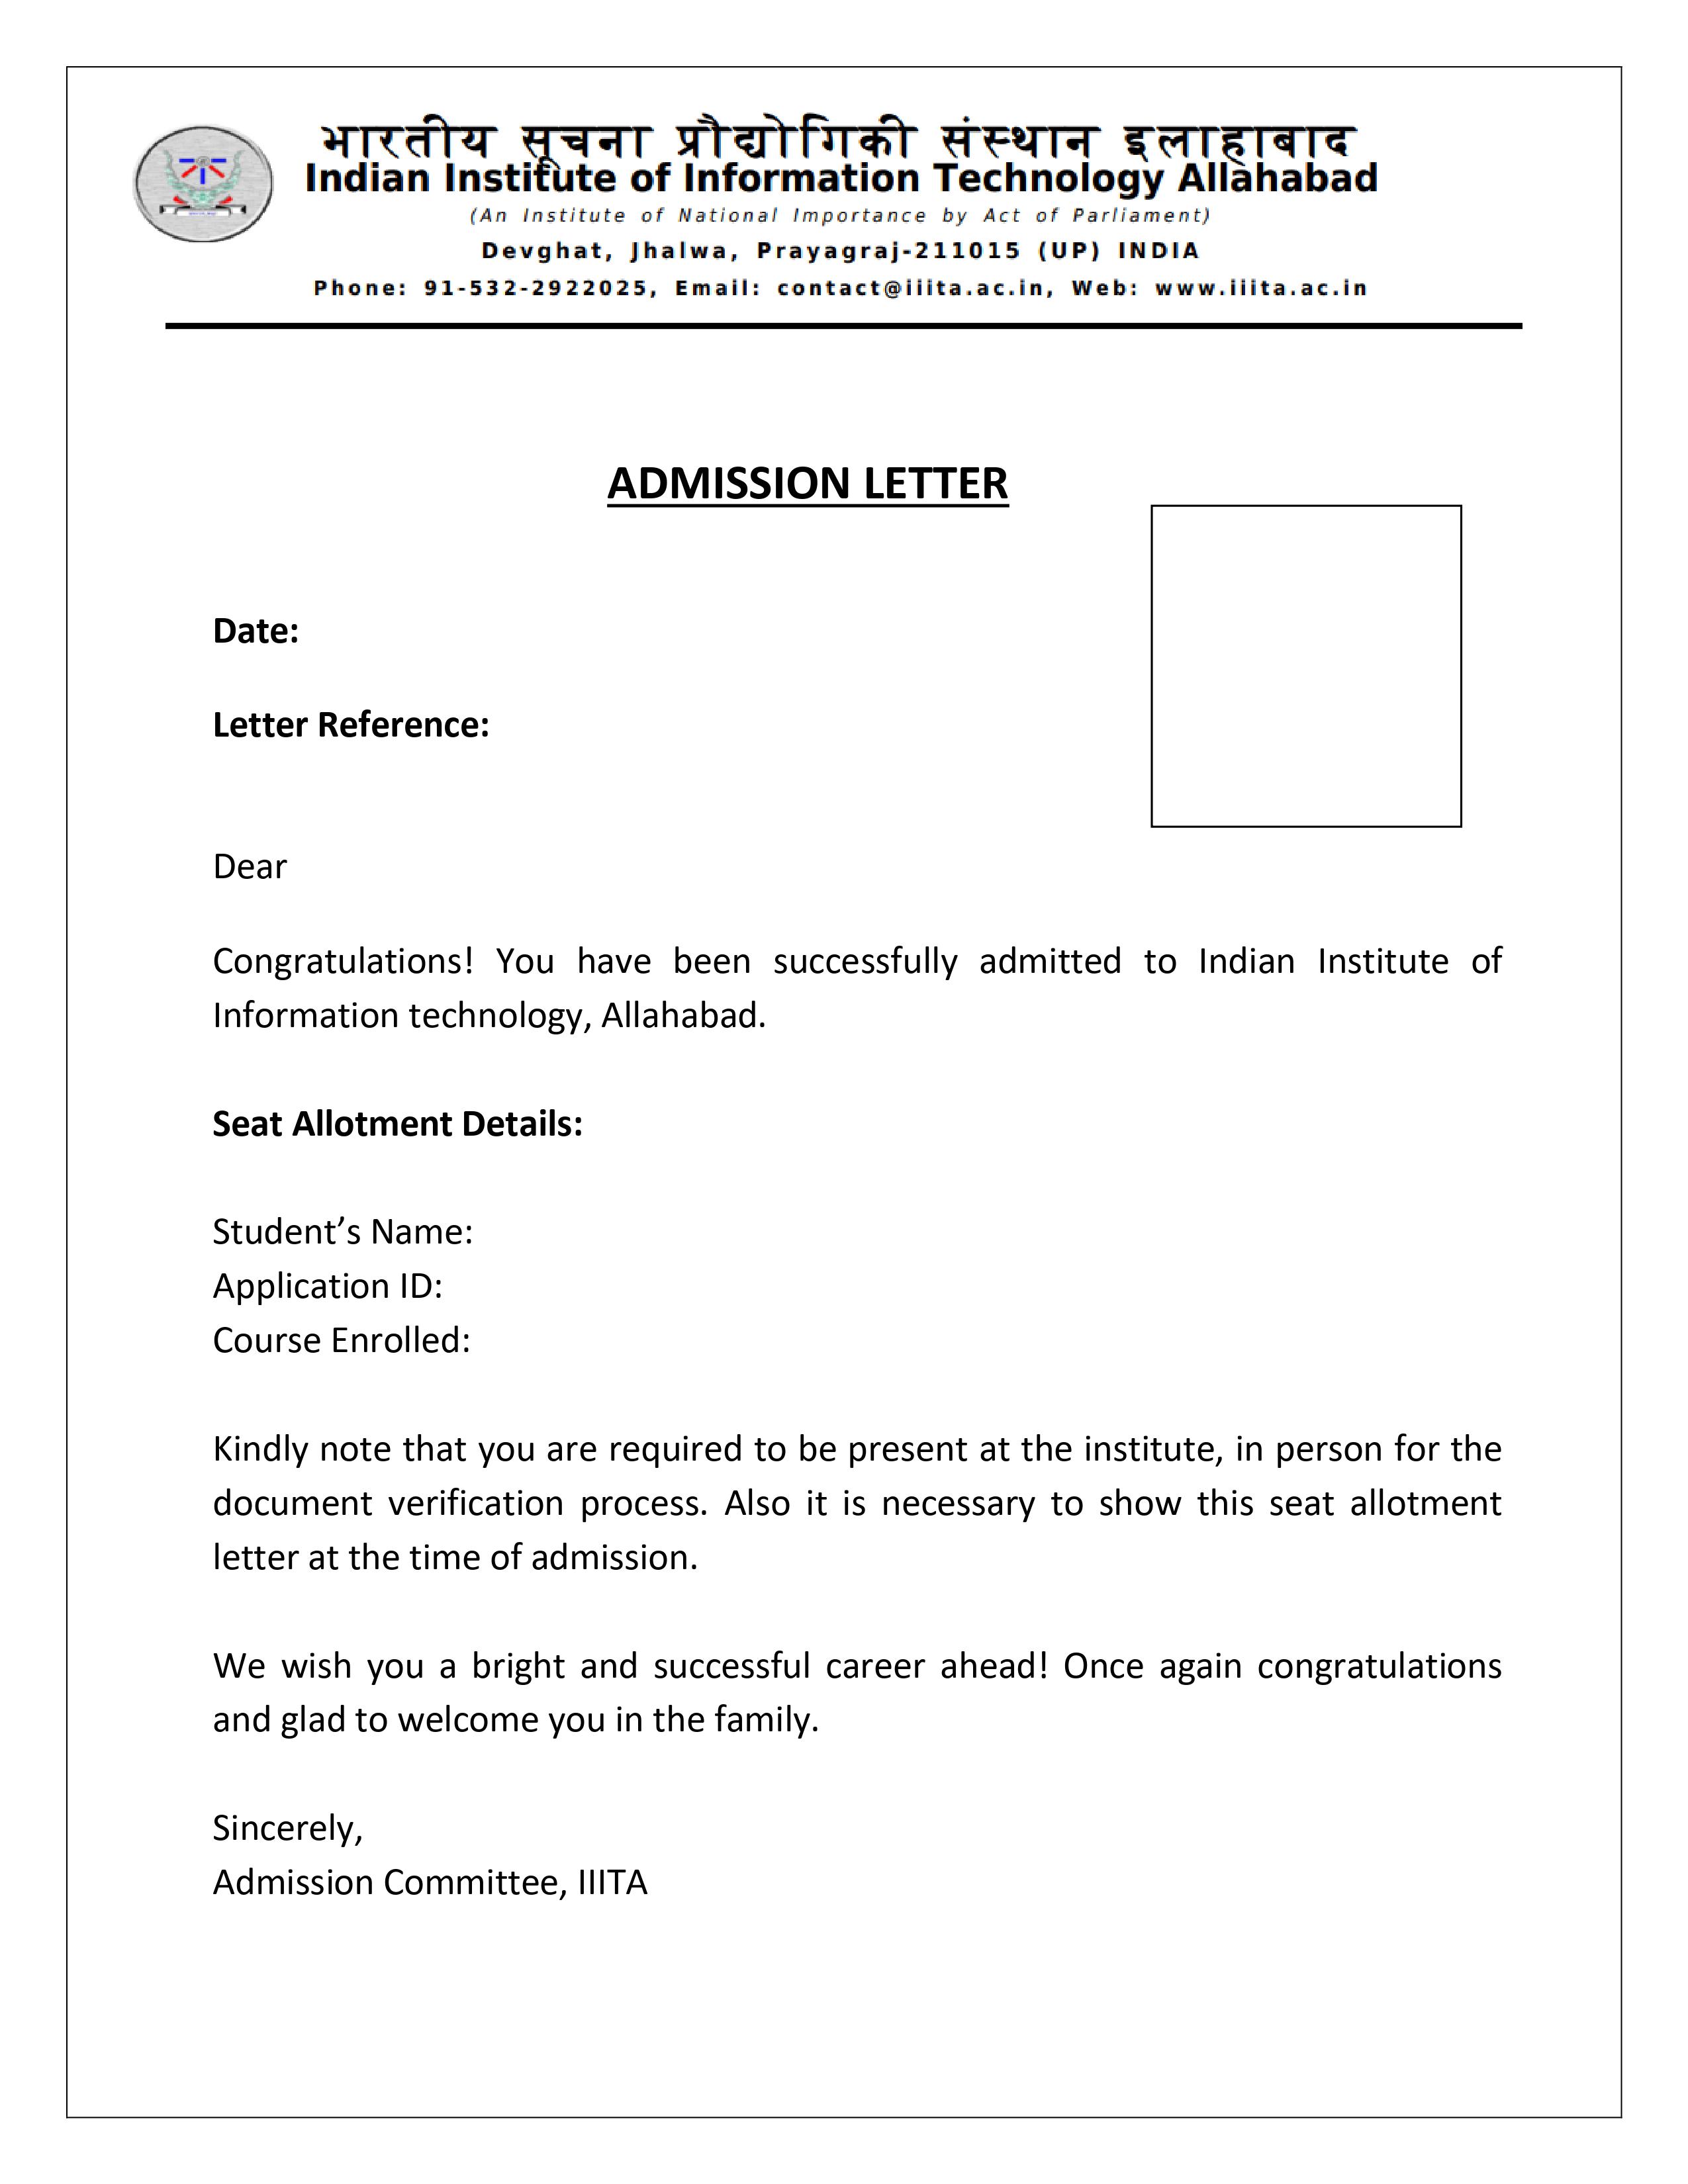 भारतीय सूचना प्रौद्योगिकी संस्थान इलाहाबाद
Indian Institute of Information Technology Allahabad
(An Institute of National Importance by Act of Parliament)
Devghat, Jhalwa, Prayagraj-211015 (UP) INDIA
Phone: 91-532-2922025, Email: contact@iiita.ac.in, Web: www.iiita.ac.in
ADMISSION LETTER
Date:
Letter Reference:
Dear
Congratulations! You have been successfully admitted to Indian Institute of
Information technology, Allahabad.
Seat Allotment Details:
Student’s Name:
Application ID:
Course Enrolled:
Kindly note that you are required to be present at the institute, in person for the
document verification process. Also it is necessary to show this seat allotment
letter at the time of admission.
We wish you a bright and successful career ahead! Once again congratulations
and glad to welcome you in the family.
Sincerely,
Admission Committee, IIITA